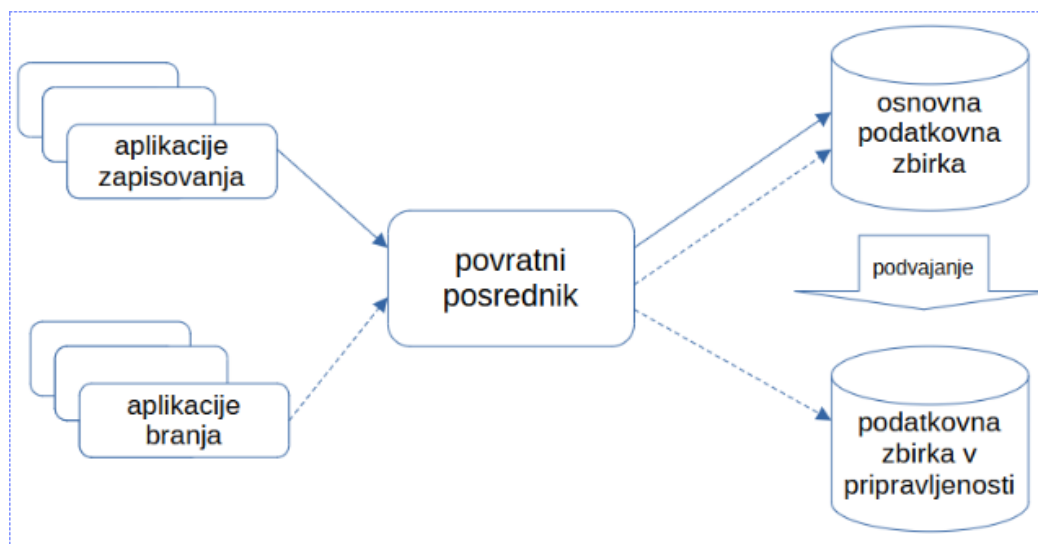 aplikacije
zapisovanja
povratni
posrednik
aplikacije
branja
osnovna
podatkovna
zbirka
podvajanje
podatkovna
zbirka v
pripravljenosti